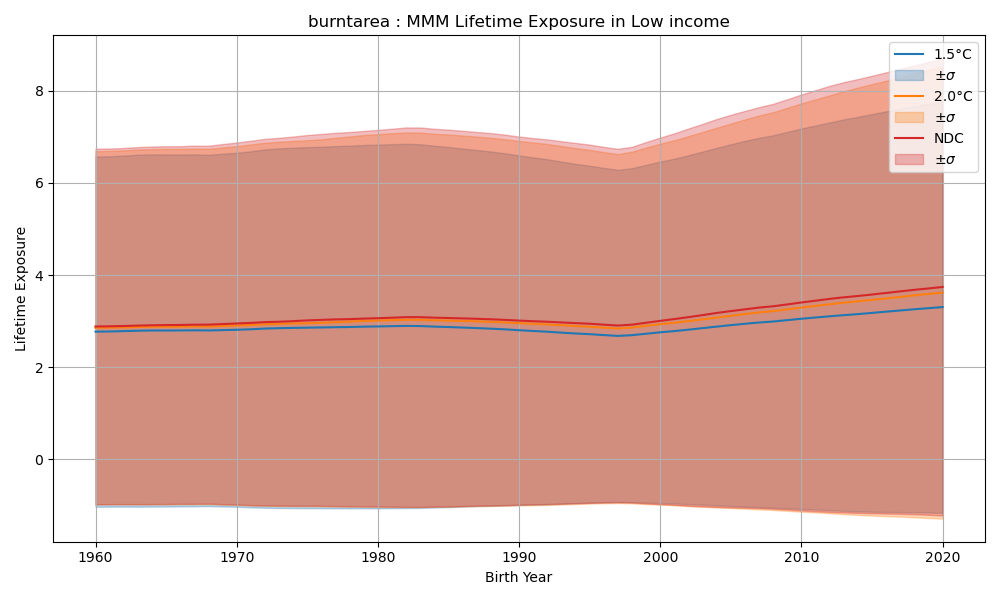 burntarea : MMM Lifetime Exposure in Low income
Lifetime Exposure
8
6
4
2
0
1.5°C
±σ
2.0°C
±σ
NDC
±σ
1960 1970 1980 1990 2000 2010 2020
Birth Year